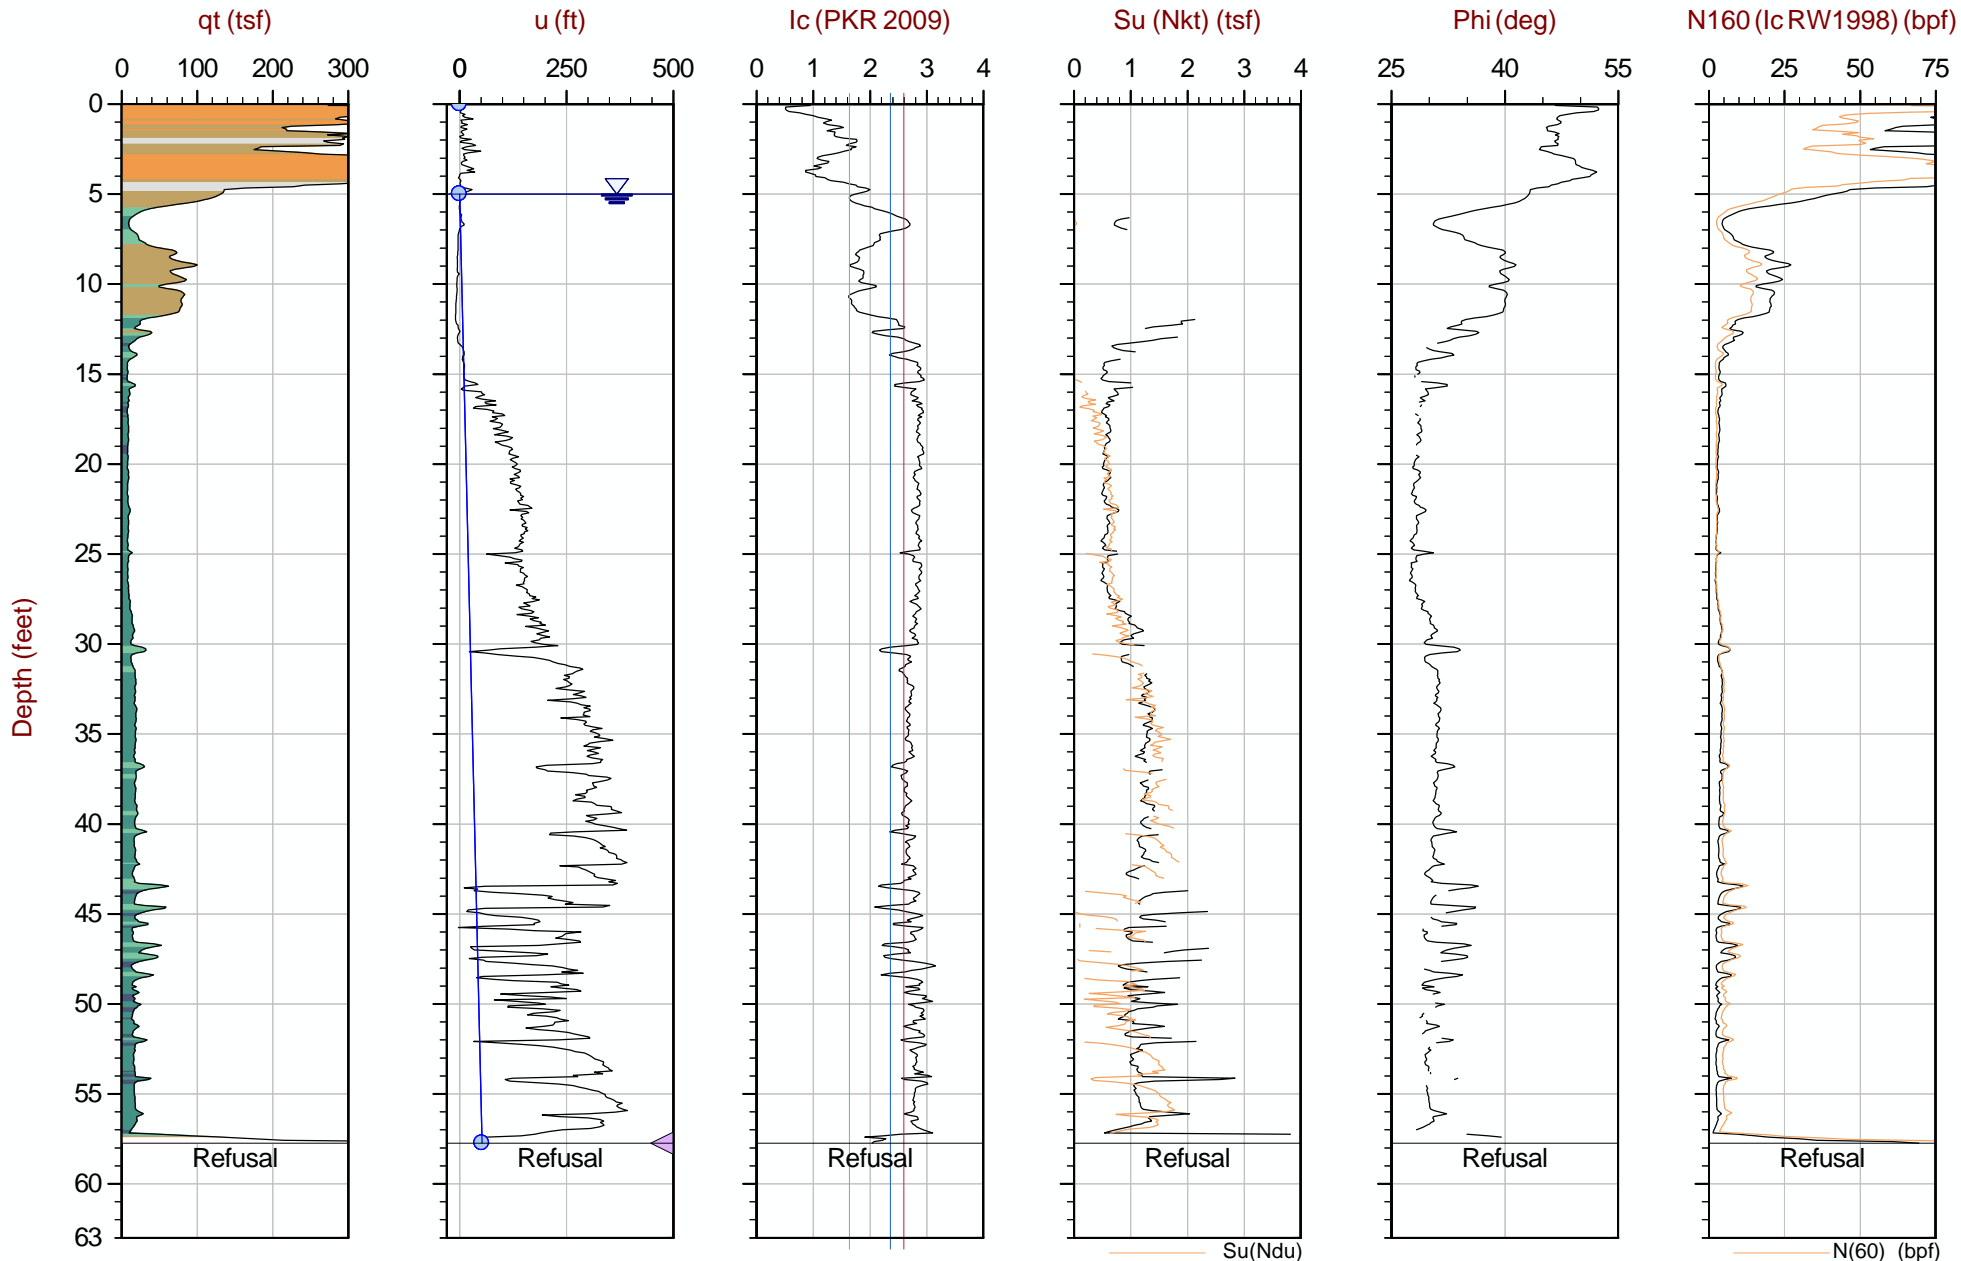 qt (tsf) u (ft) Ic (PKR 2009) Su (Nkt) (tsf) Phi (deg) N160 (Ic RW1998) (bpf)
0 100 200 300 0 250 500 0 1 2 3 4 0 1 2 3 4 25 40 55 0 25 50 75
0
5
10
15
20
25
30
35
40
45
50
55
60
63
Depth (feet)
Refusal Refusal Refusal Refusal Refusal Refusal
Su(Ndu) N(60) (bpf)